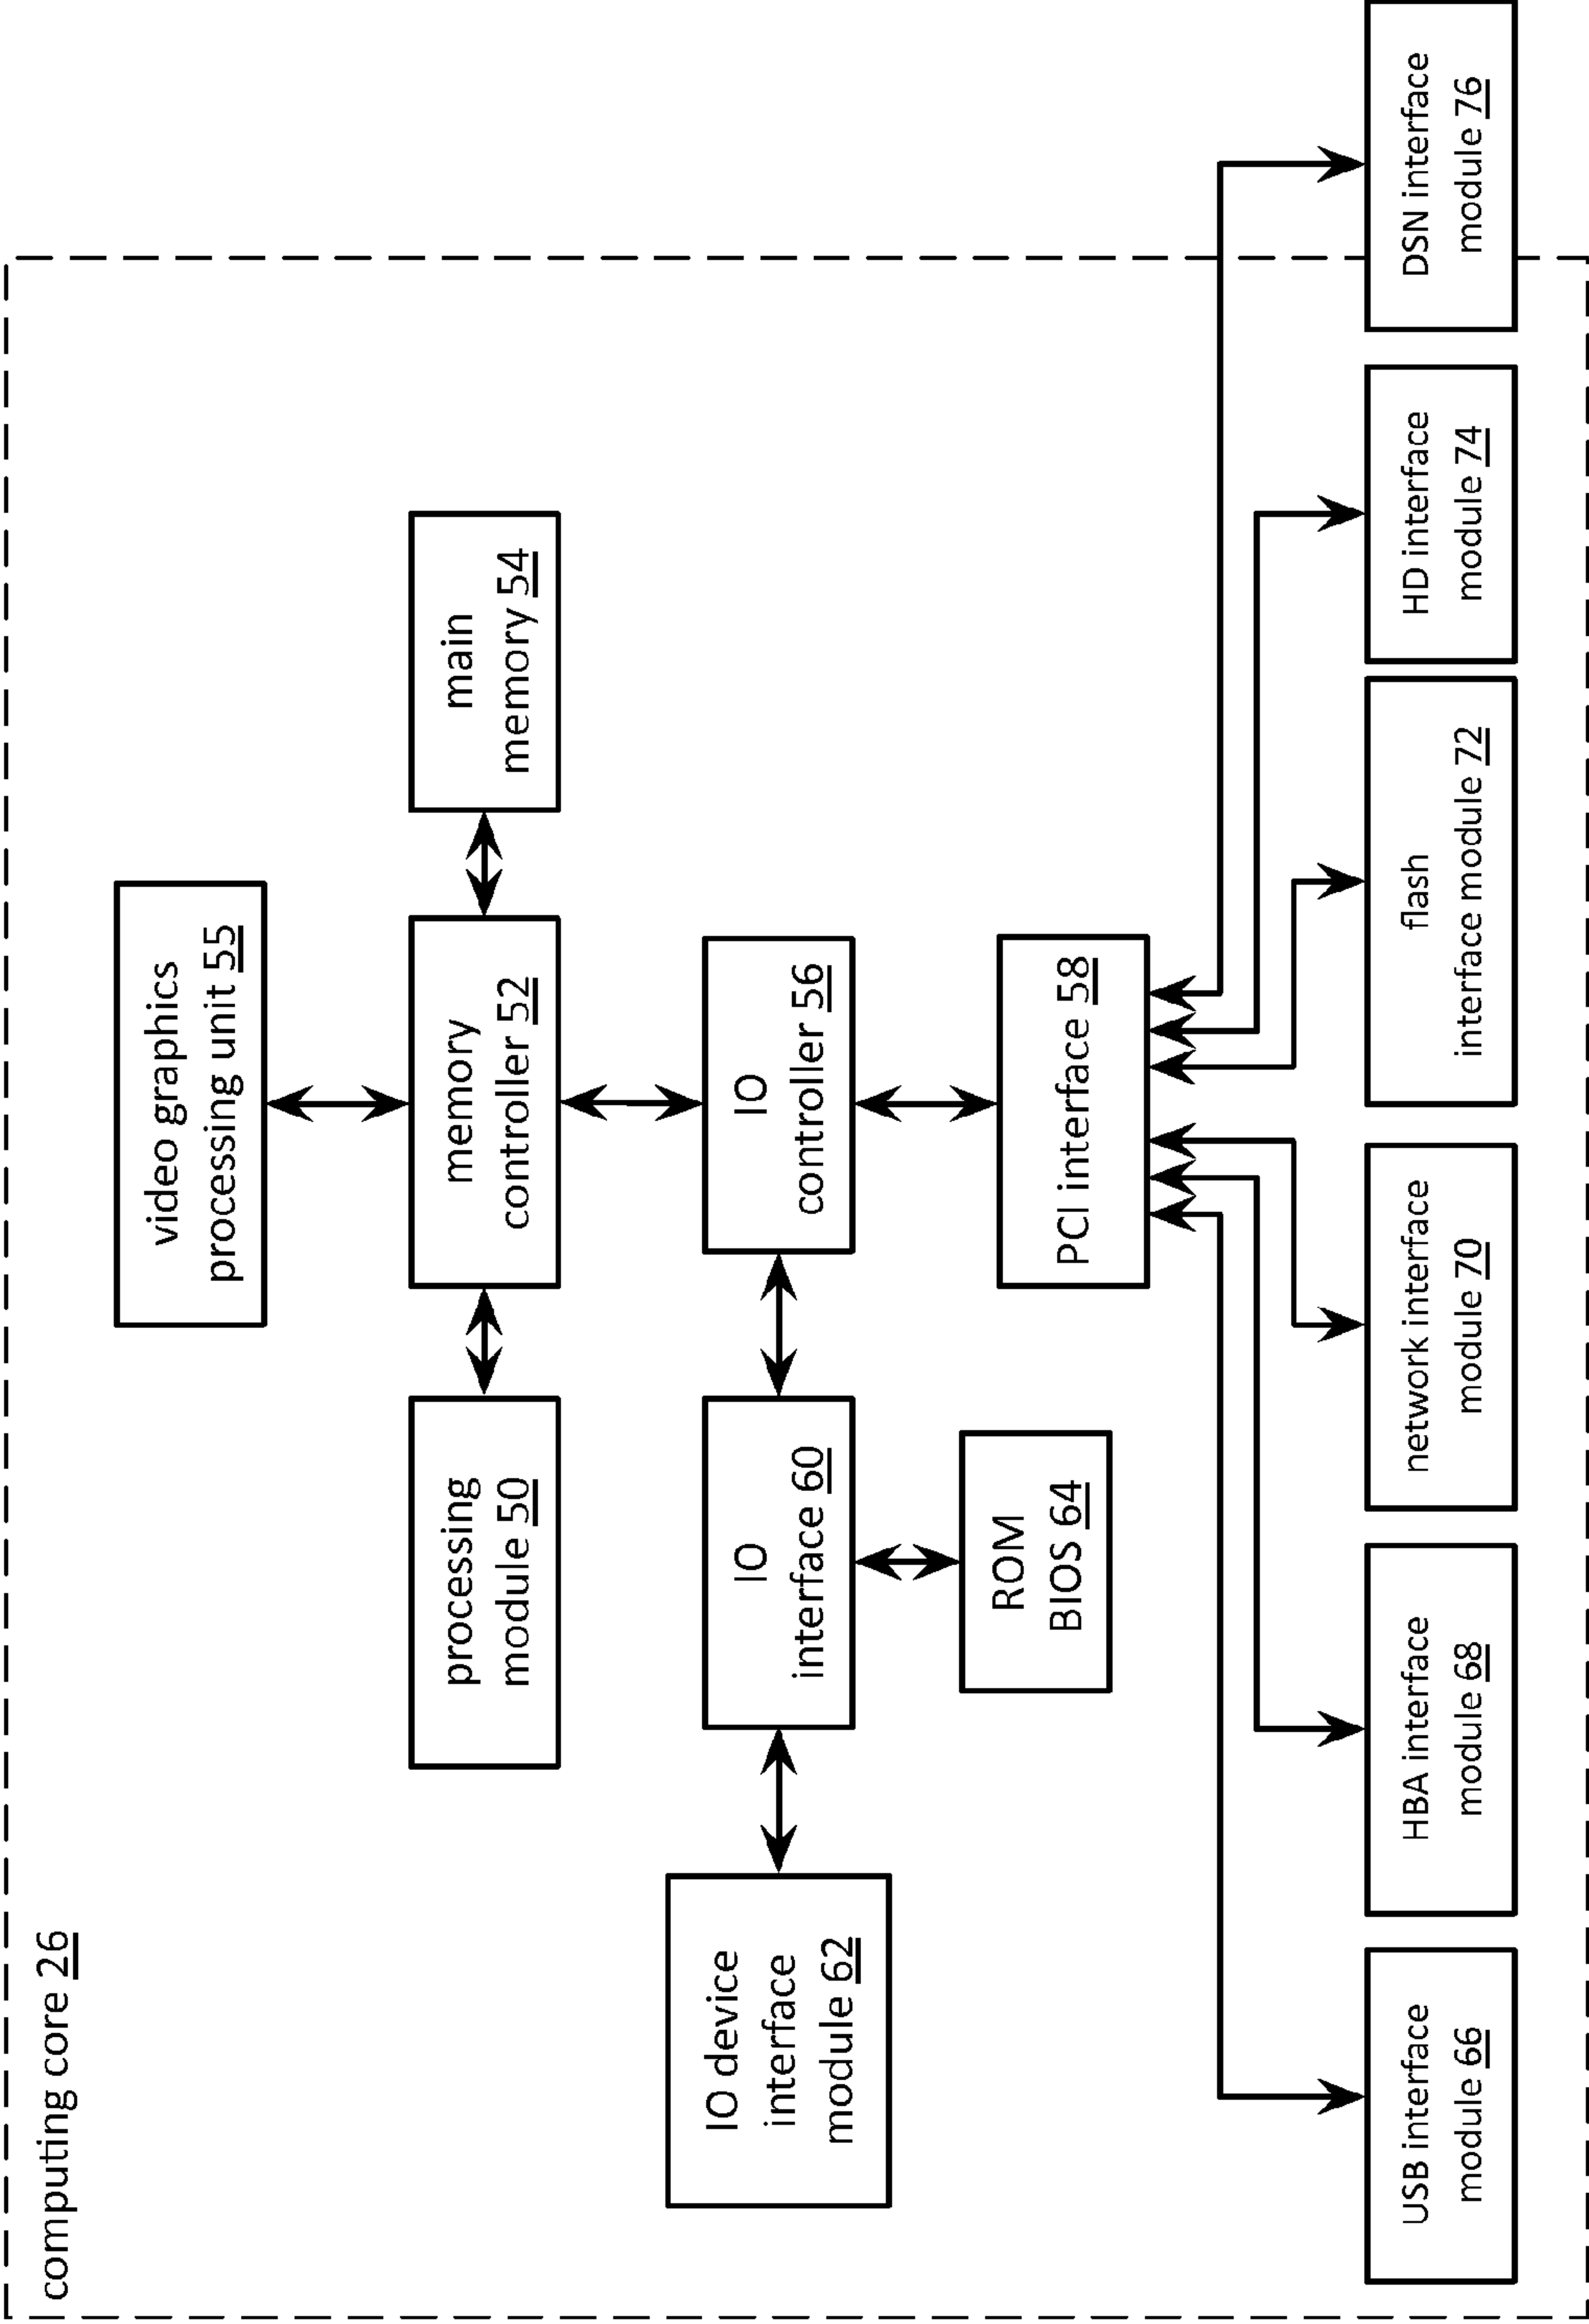 computing core 26
video graphics
processing unit 55
processing
module 50
memory
controller 52
main
memory 54
IO device
interface
module 62
IO
interface 60
IO
controller 56
ROM
BIOS 64
PCI interface 58
USB interface
module 66
HBA interface
module 68
network interface
module 70
flash
interface module 72
HD interface
module 74
DSN interface
module 76